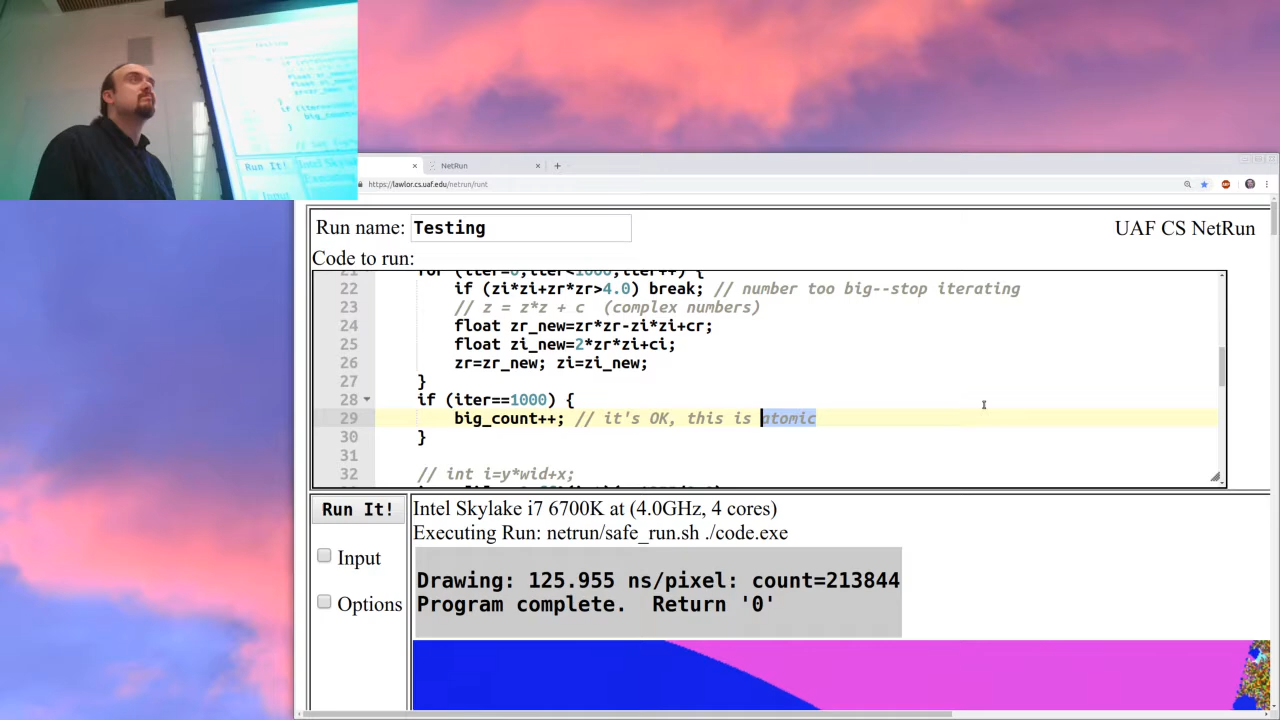 NetRun
https://lawlor.cs.uaf.edu/netrun/runt
Run name: Testing
UAF CS NetRun
Code to run:
22 if (zi*zi+zr*zr>4.0) break; // number too big--stop iterating
23 // z = z*z + c (complex numbers)
24 float zr_new=zr*zr-zi*zi+cr;
25 float zi_new=2*zr*zi+ci;
26 zr=zr_new; zi=zi_new;
27 }
28 if (iter==1000) {
29 big_count++; // it's OK, this is atomic
30 }
31
32 // int i=y*wid+x;
Run It!
Input
Options
Intel Skylake i7 6700K at (4.0GHz, 4 cores)
Executing Run: netrun/safe_run.sh ./code.exe
Drawing: 125.955 ns/pixel: count=213844
Program complete. Return '0'
Run It!
Input